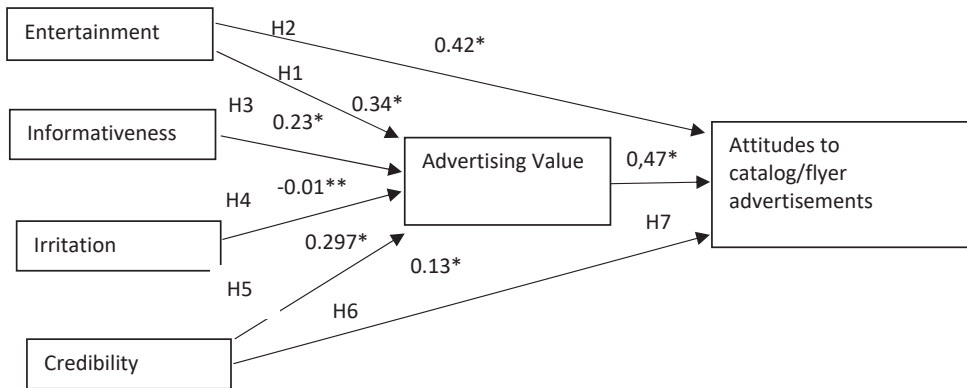 Entertainment
H2
0.42*
H1
H3
0.34*
Informativeness
0.23*
Advertising Value
0,47*
Attitudes to
catalog/flyer
advertisements
-0.01**
H4
Irritation
0.297*
H7
0.13*
H5
H6
Credibility